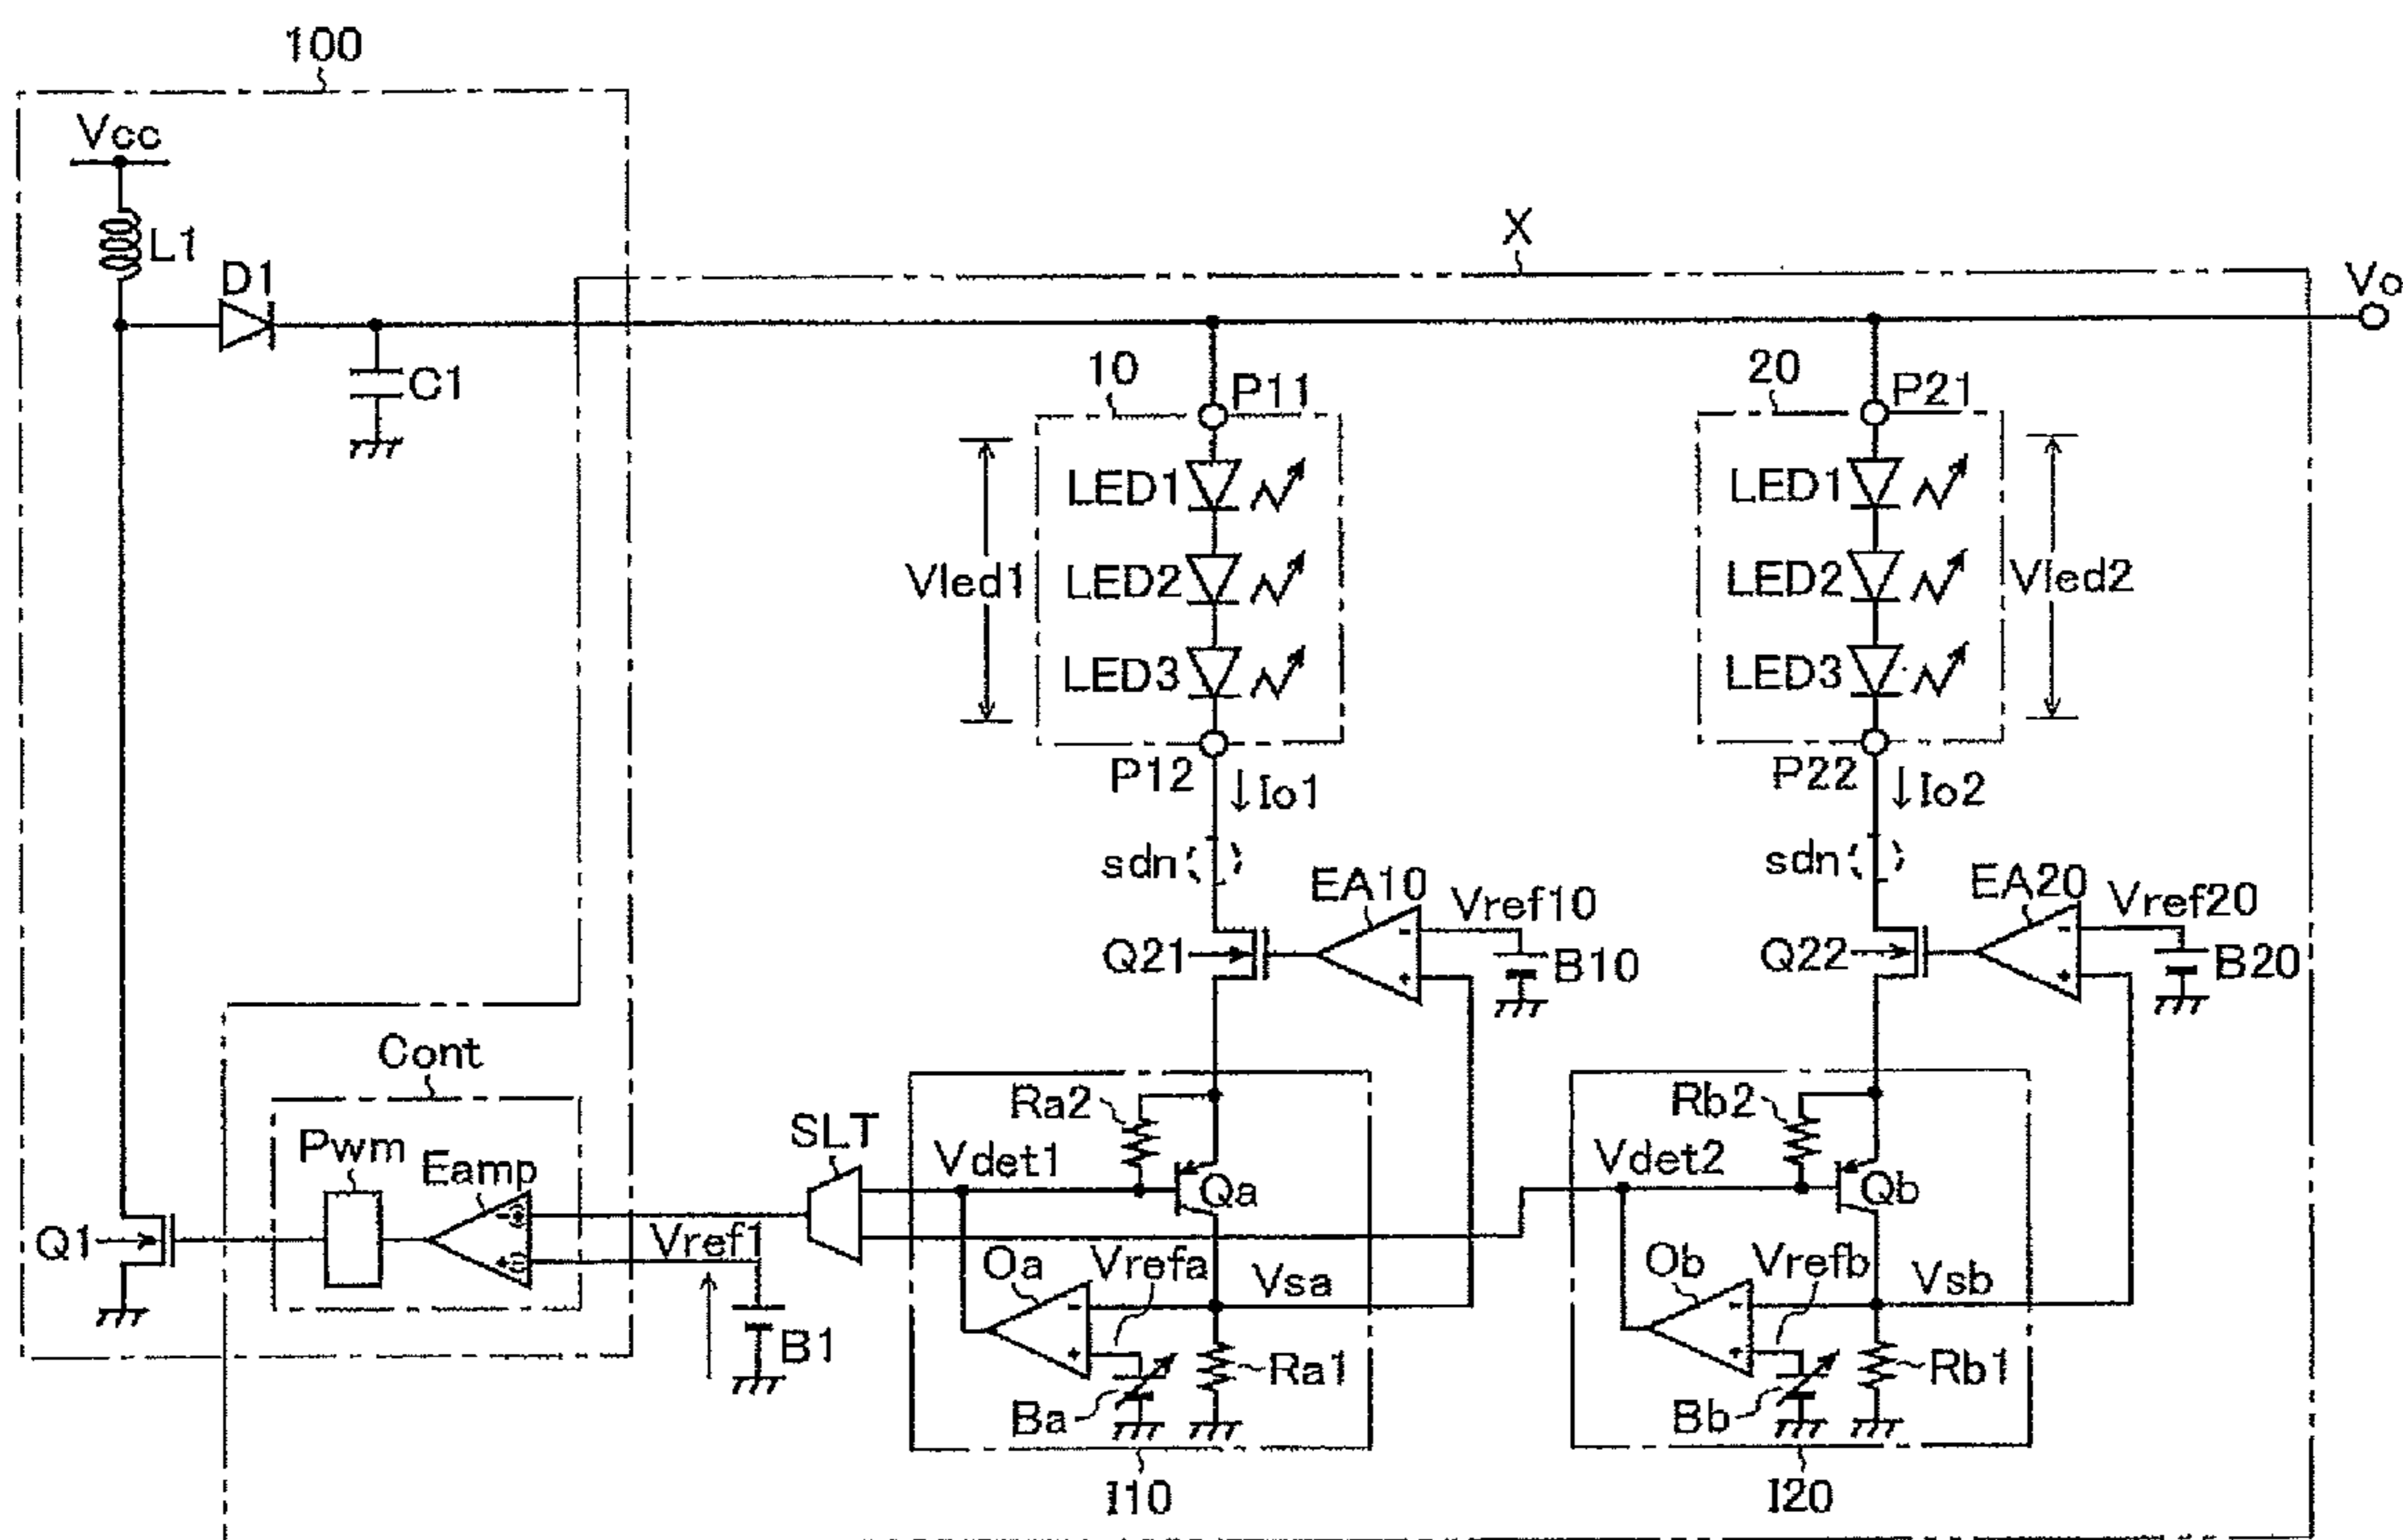 100
Vcc
L1
D1
C1
X
Vo
10
P11
20
P21
LED1
LED1
LED2
LED2
Vled1
Vled2
LED3
LED3
P12
Io1
P22
Io2
sdn
sdn
EA10
Vref10
EA20
Vref20
Q21
-
+
B10
Q22
-
+
B20
Cont
Pwm
Eamp
SLT
Ra2
Vdet1
Qa
Rb2
Vdet2
Qb
Q1
Vref1
B1
Oa
Vrefa
Vsa
-
+
Ba
Ra1
Ob
Vrefb
Vsb
-
+
Bb
Rb1
I10
I20